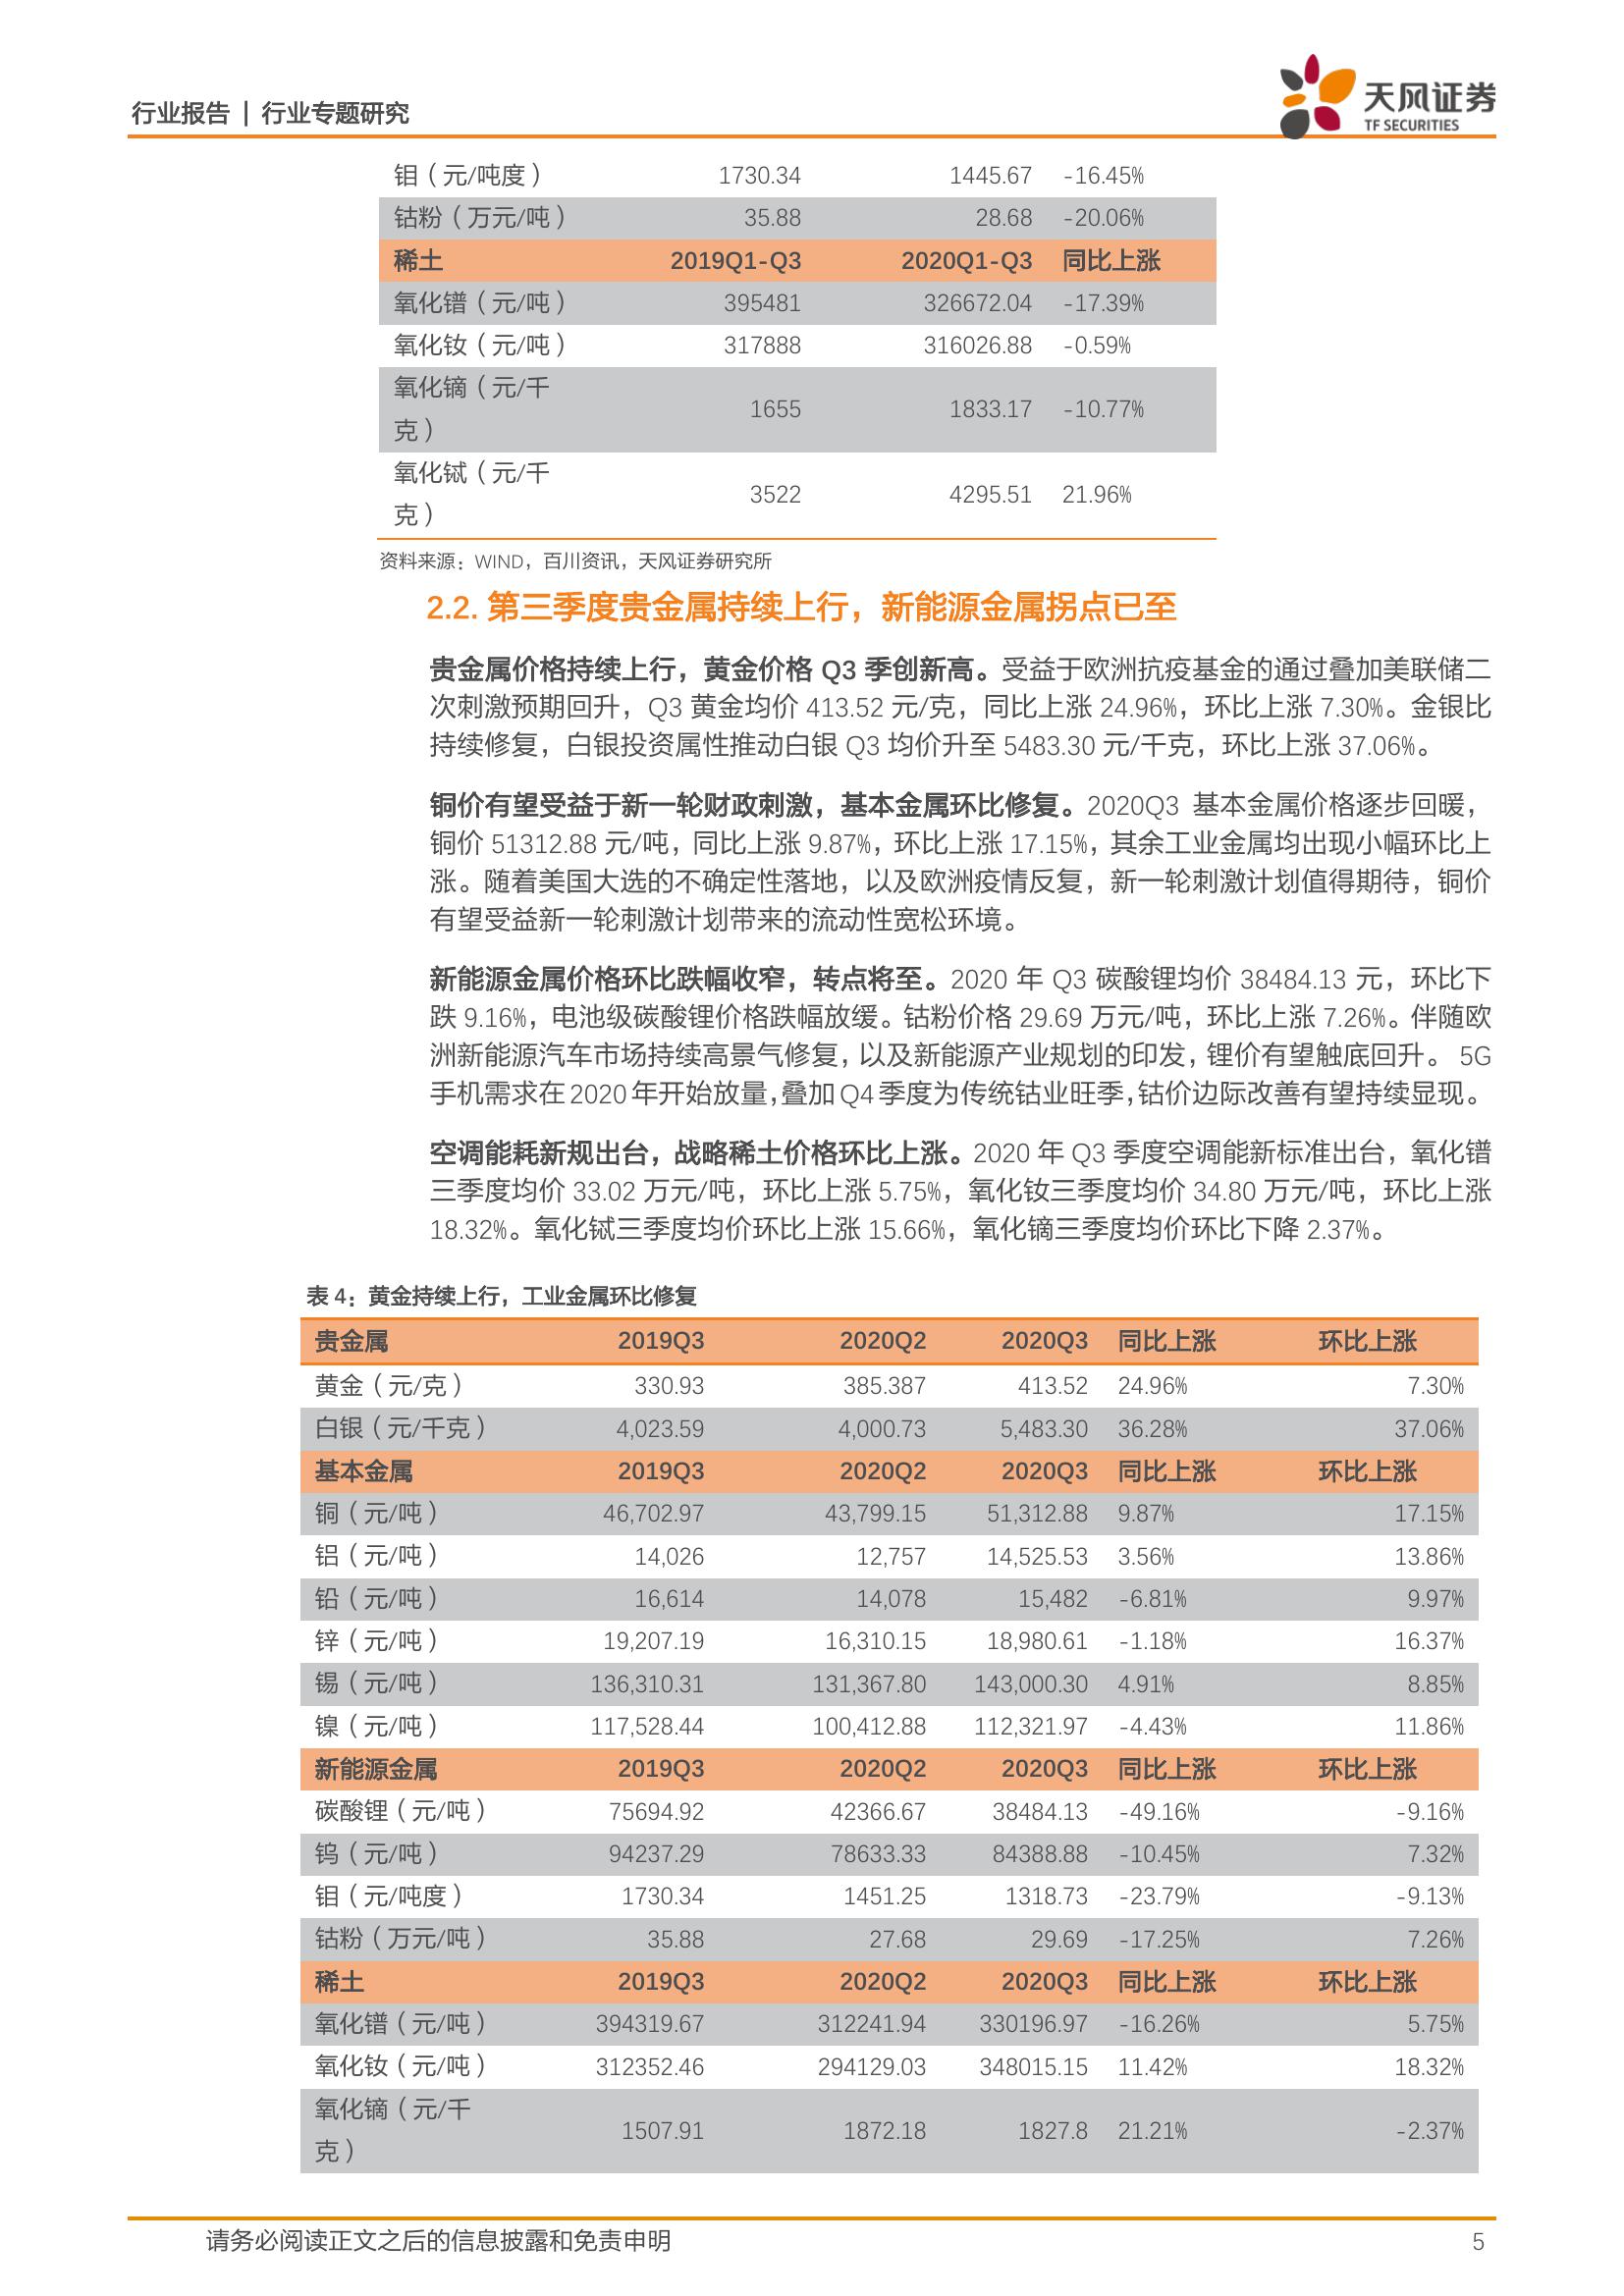 行业报告 | 行业专题研究
天风证券
TF SECURITIES
钼（元/吨度） 1730.34 1445.67 -16.45%
钴粉（万元/吨） 35.88 28.68 -20.06%
稀土 2019Q1-Q3 2020Q1-Q3 同比上涨
氧化镨（元/吨） 395481 326672.04 -17.39%
氧化钕（元/吨） 317888 316026.88 -0.59%
氧化镝（元/千
克） 1655 1833.17 -10.77%
氧化铽（元/千
克） 3522 4295.51 21.96%
资料来源：WIND，百川资讯，天风证券研究所
2.2. 第三季度贵金属持续上行，新能源金属拐点已至
贵金属价格持续上行，黄金价格 Q3 季创新高。受益于欧洲抗疫基金的通过叠加美联储二
次刺激预期回升，Q3 黄金均价 413.52 元/克，同比上涨 24.96%，环比上涨 7.30%。金银比
持续修复，白银投资属性推动白银 Q3 均价升至 5483.30 元/千克，环比上涨 37.06%。
铜价有望受益于新一轮财政刺激，基本金属环比修复。2020Q3 基本金属价格逐步回暖，
铜价 51312.88 元/吨，同比上涨 9.87%，环比上涨 17.15%，其余工业金属均出现小幅环比上
涨。随着美国大选的不确定性落地，以及欧洲疫情反复，新一轮刺激计划值得期待，铜价
有望受益新一轮刺激计划带来的流动性宽松环境。
新能源金属价格环比跌幅收窄，转点将至。2020 年 Q3 碳酸锂均价 38484.13 元，环比下
跌 9.16%，电池级碳酸锂价格跌幅放缓。钴粉价格 29.69 万元/吨，环比上涨 7.26%。伴随欧
洲新能源汽车市场持续高景气修复，以及新能源产业规划的印发，锂价有望触底回升。 5G
手机需求在 2020 年开始放量，叠加 Q4 季度为传统钴业旺季，钴价边际改善有望持续显现。
空调能耗新规出台，战略稀土价格环比上涨。2020 年 Q3 季度空调能新标准出台，氧化镨
三季度均价 33.02 万元/吨，环比上涨 5.75%，氧化钕三季度均价 34.80 万元/吨，环比上涨
18.32%。氧化铽三季度均价环比上涨 15.66%，氧化镝三季度均价环比下降 2.37%。
表 4：黄金持续上行，工业金属环比修复
贵金属 2019Q3 2020Q2 2020Q3 同比上涨 环比上涨
黄金（元/克） 330.93 385.387 413.52 24.96% 7.30%
白银（元/千克） 4,023.59 4,000.73 5,483.30 36.28% 37.06%
基本金属 2019Q3 2020Q2 2020Q3 同比上涨 环比上涨
铜（元/吨） 46,702.97 43,799.15 51,312.88 9.87% 17.15%
铝（元/吨） 14,026 12,757 14,525.53 3.56% 13.86%
铅（元/吨） 16,614 14,078 15,482 -6.81% 9.97%
锌（元/吨） 19,207.19 16,310.15 18,980.61 -1.18% 16.37%
锡（元/吨） 136,310.31 131,367.80 143,000.30 4.91% 8.85%
镍（元/吨） 117,528.44 100,412.88 112,321.97 -4.43% 11.86%
新能源金属 2019Q3 2020Q2 2020Q3 同比上涨 环比上涨
碳酸锂（元/吨） 75694.92 42366.67 38484.13 -49.16% -9.16%
钨（元/吨） 94237.29 78633.33 84388.88 -10.45% 7.32%
钼（元/吨度） 1730.34 1451.25 1318.73 -23.79% -9.13%
钴粉（万元/吨） 35.88 27.68 29.69 -17.25% 7.26%
稀土 2019Q3 2020Q2 2020Q3 同比上涨 环比上涨
氧化镨（元/吨） 394319.67 312241.94 330196.97 -16.26% 5.75%
氧化钕（元/吨） 312352.46 294129.03 348015.15 11.42% 18.32%
氧化镝（元/千
克） 1507.91 1872.18 1827.8 21.21% -2.37%
请务必阅读正文之后的信息披露和免责申明 5